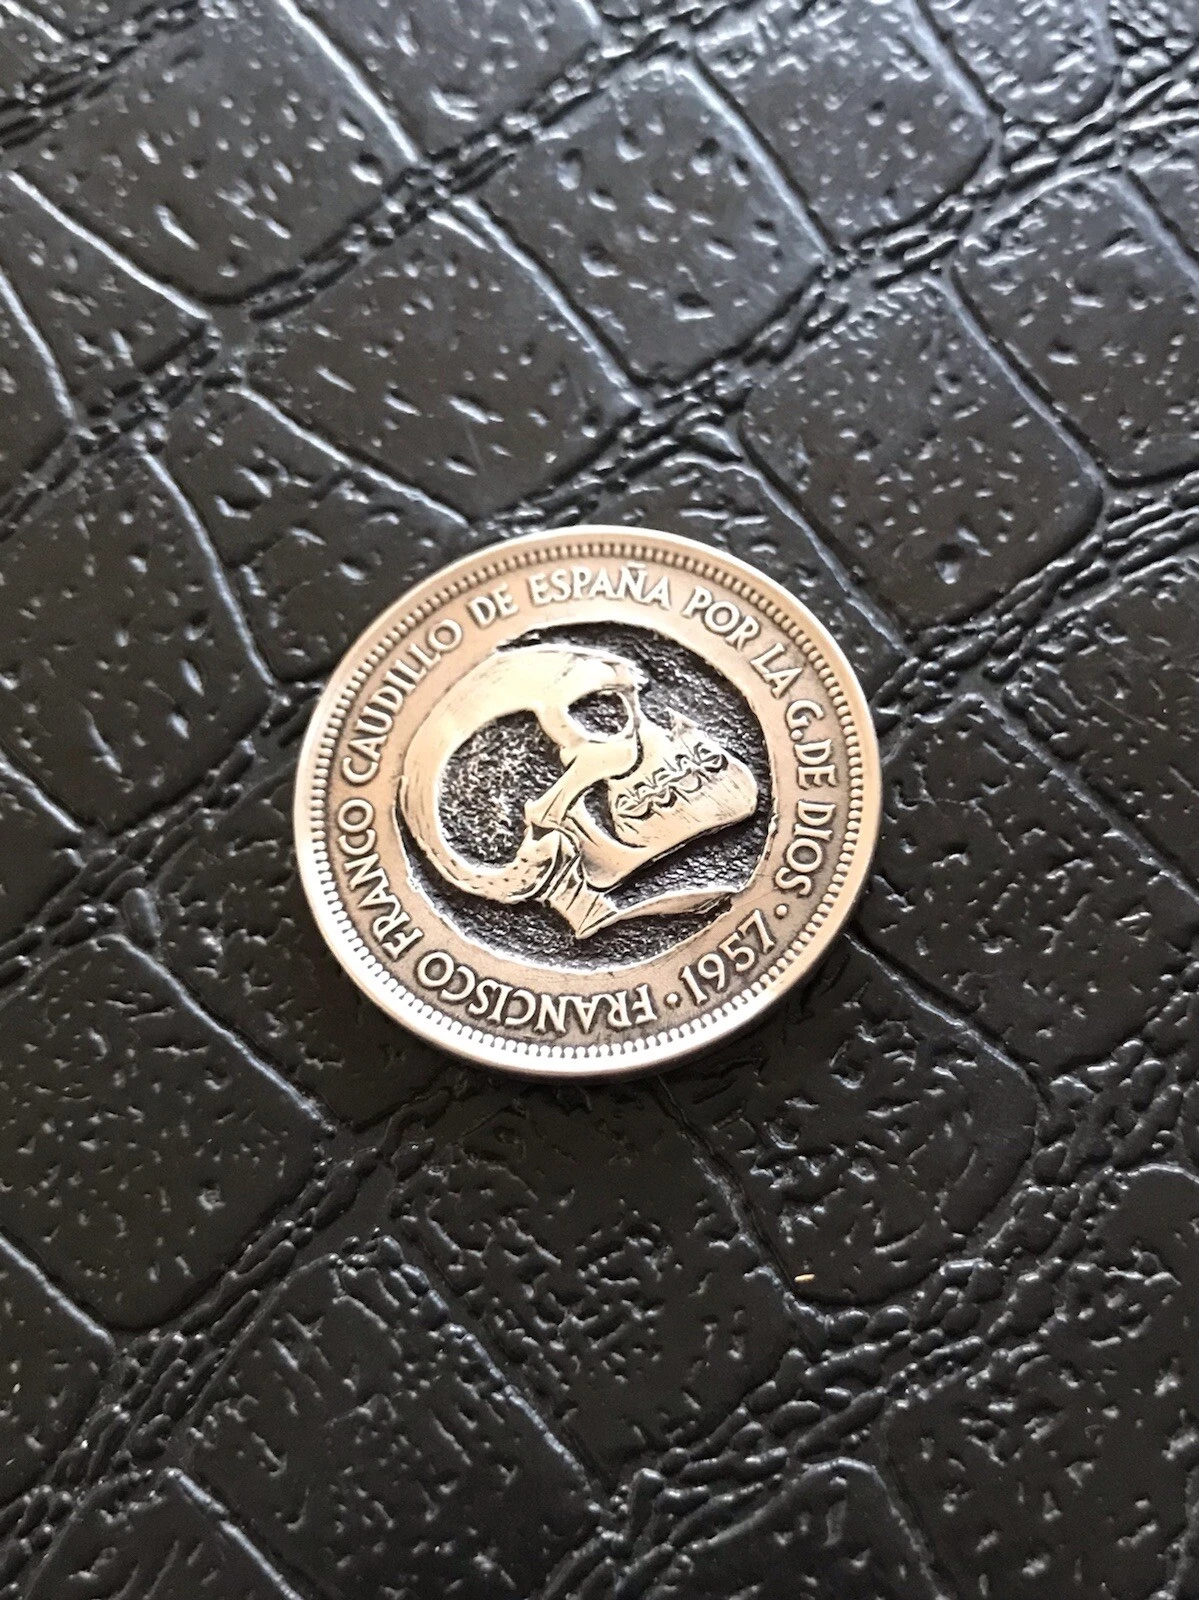 FRANCISCO FRANCO CAUDILLO DE ESPAÑA POR LA G. DE DIOS • 1957 •